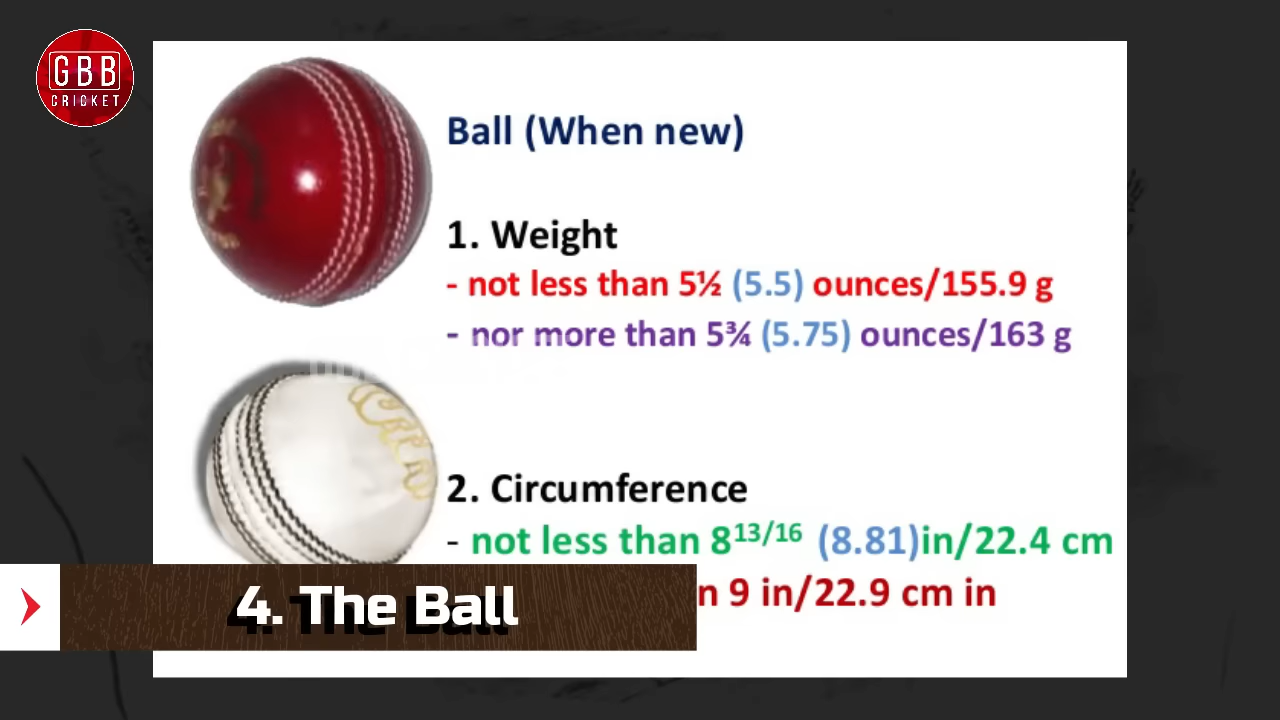 GBB
CRICKET
Ball (When new)
1. Weight
- not less than 5½ (5.5) ounces/155.9 g
- nor more than 5¾ (5.75) ounces/163 g
2. Circumference
- not less than 8¹³/¹⁶ (8.81)in/22.4 cm
n 9 in/22.9 cm in
4. The Ball